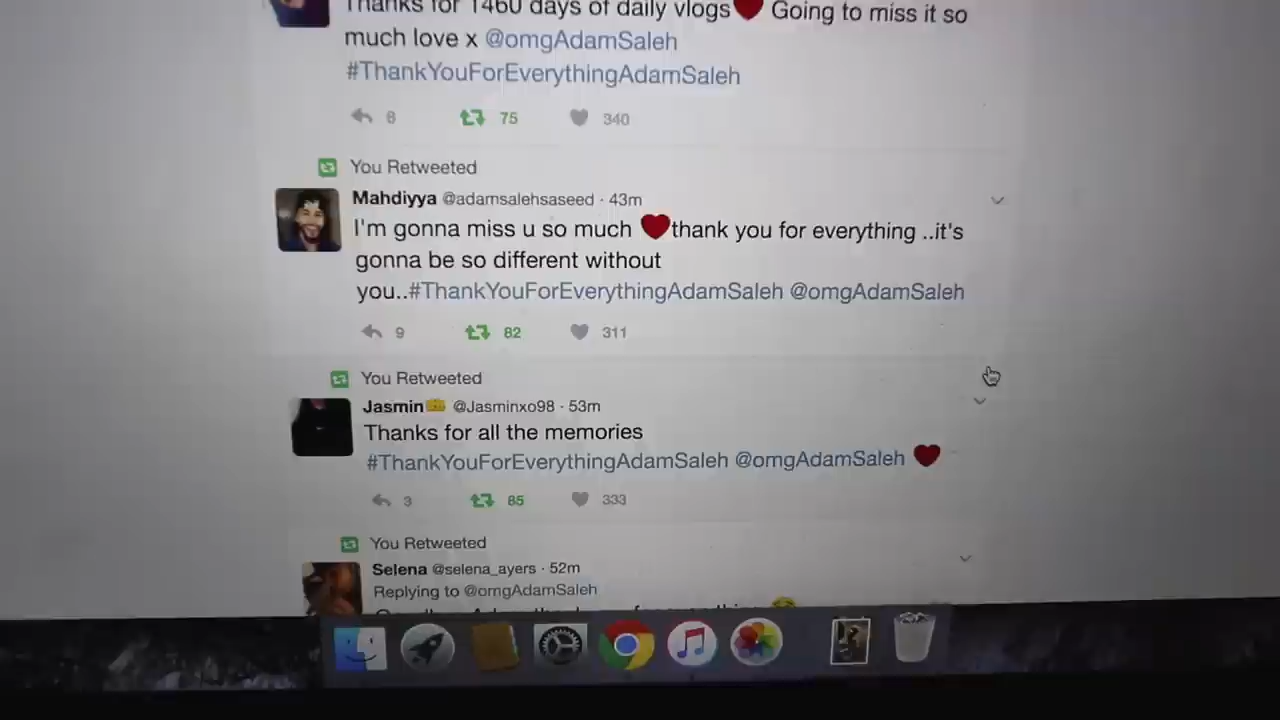 Thanks for 1460 days of daily vlogs❤ Going to miss it so
much love x @omgAdamSaleh
#ThankYouForEverythingAdamSaleh
6 75 340
You Retweeted
Mahdiyya @adamsalehsaseed · 43m
I'm gonna miss u so much ❤thank you for everything ..it's
gonna be so different without
you..#ThankYouForEverythingAdamSaleh @omgAdamSaleh
9 82 311
You Retweeted
Jasmin @Jasminxo98 · 53m
Thanks for all the memories
#ThankYouForEverythingAdamSaleh @omgAdamSaleh ❤
3 85 333
You Retweeted
Selena @selena_ayers · 52m
Replying to @omgAdamSaleh